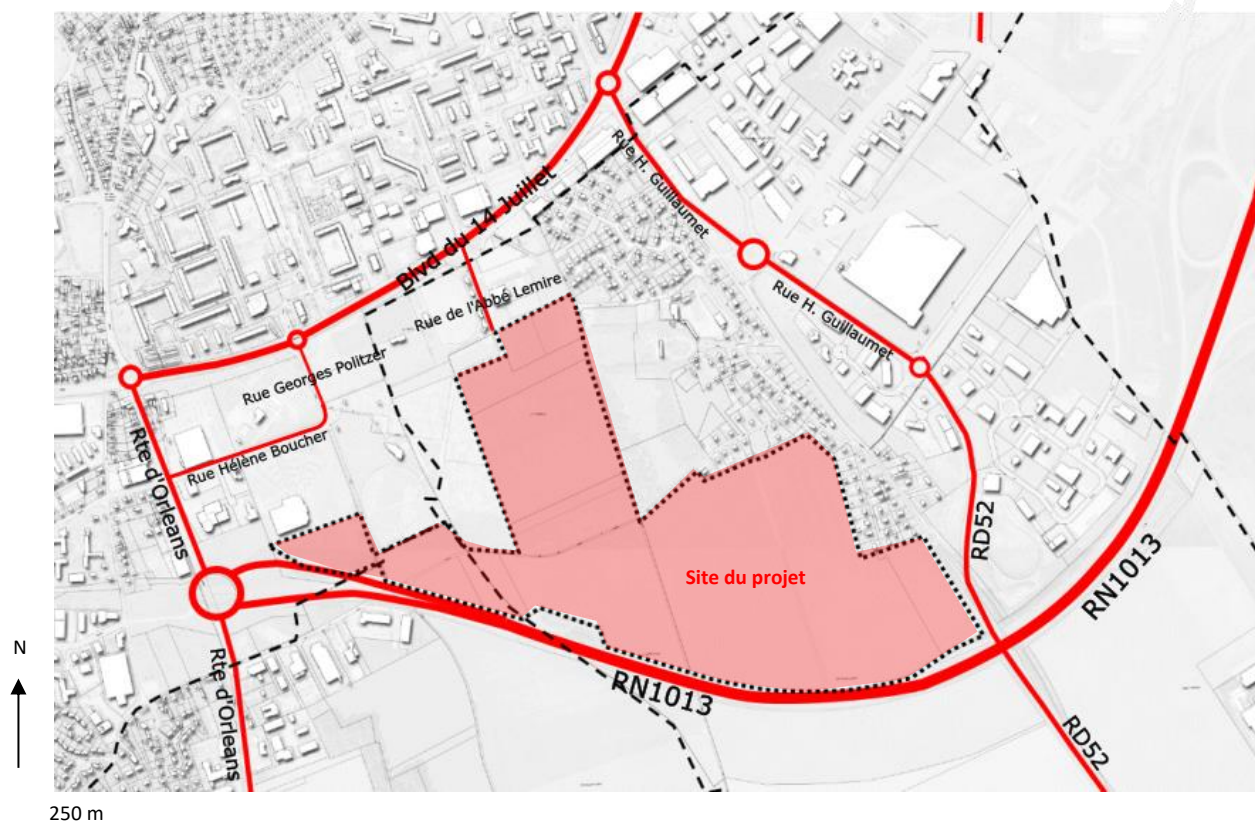 Rue H. Guillaumet
Blvd du 14 Juillet
Rue de l'Abbé Lemire
Rue H. Guillaumet
Rue Georges Politzer
Rte d'Orleans
Rue Hélène Boucher
RD52
RN1013
Site du projet
N
Rte d'Orleans
RN1013
RD52
250 m